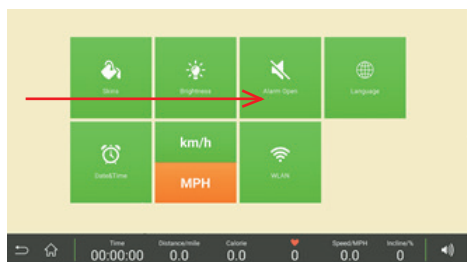 Skins
Brightness
Alarm Open
Language
Date&Time
km/h
MPH
WLAN
Time
00:00:00
Distance/mile
0.0
Calorie
0.0
0
Speed/MPH
0.0
Incline/%
0